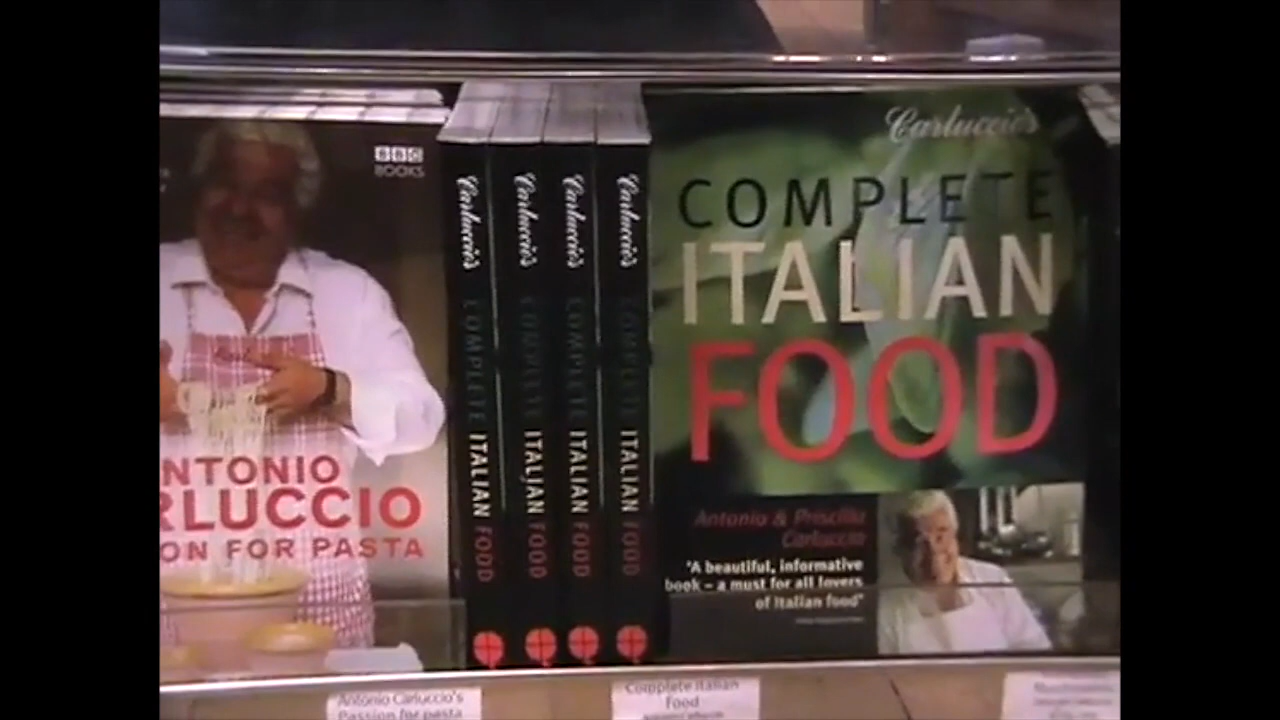 BBC
BOOKS
NTONIO
RLUCCIO
ON FOR PASTA
Carluccio's COMPLETE ITALIAN FOOD
Carluccio's COMPLETE ITALIAN FOOD
Carluccio's COMPLETE ITALIAN FOOD
Carluccio's COMPLETE ITALIAN FOOD
Carluccio's
COMPLETE
ITALIAN
FOOD
Antonio & Priscilla
Carluccio
'A beautiful, informative
book – a must for all lovers
of Italian food'
Antonio Carluccio's
Passion for pasta
Complete Italian
Food